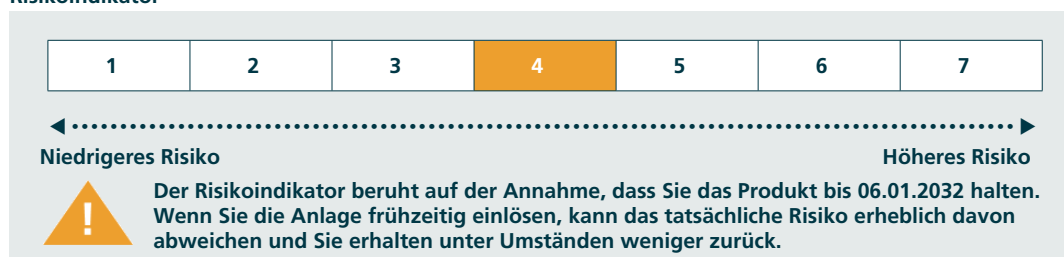 Risikoindikator
1 2 3 4 5 6 7
Niedrigeres Risiko Höheres Risiko
! Der Risikoindikator beruht auf der Annahme, dass Sie das Produkt bis 06.01.2032 halten.
Wenn Sie die Anlage frühzeitig einlösen, kann das tatsächliche Risiko erheblich davon
abweichen und Sie erhalten unter Umständen weniger zurück.